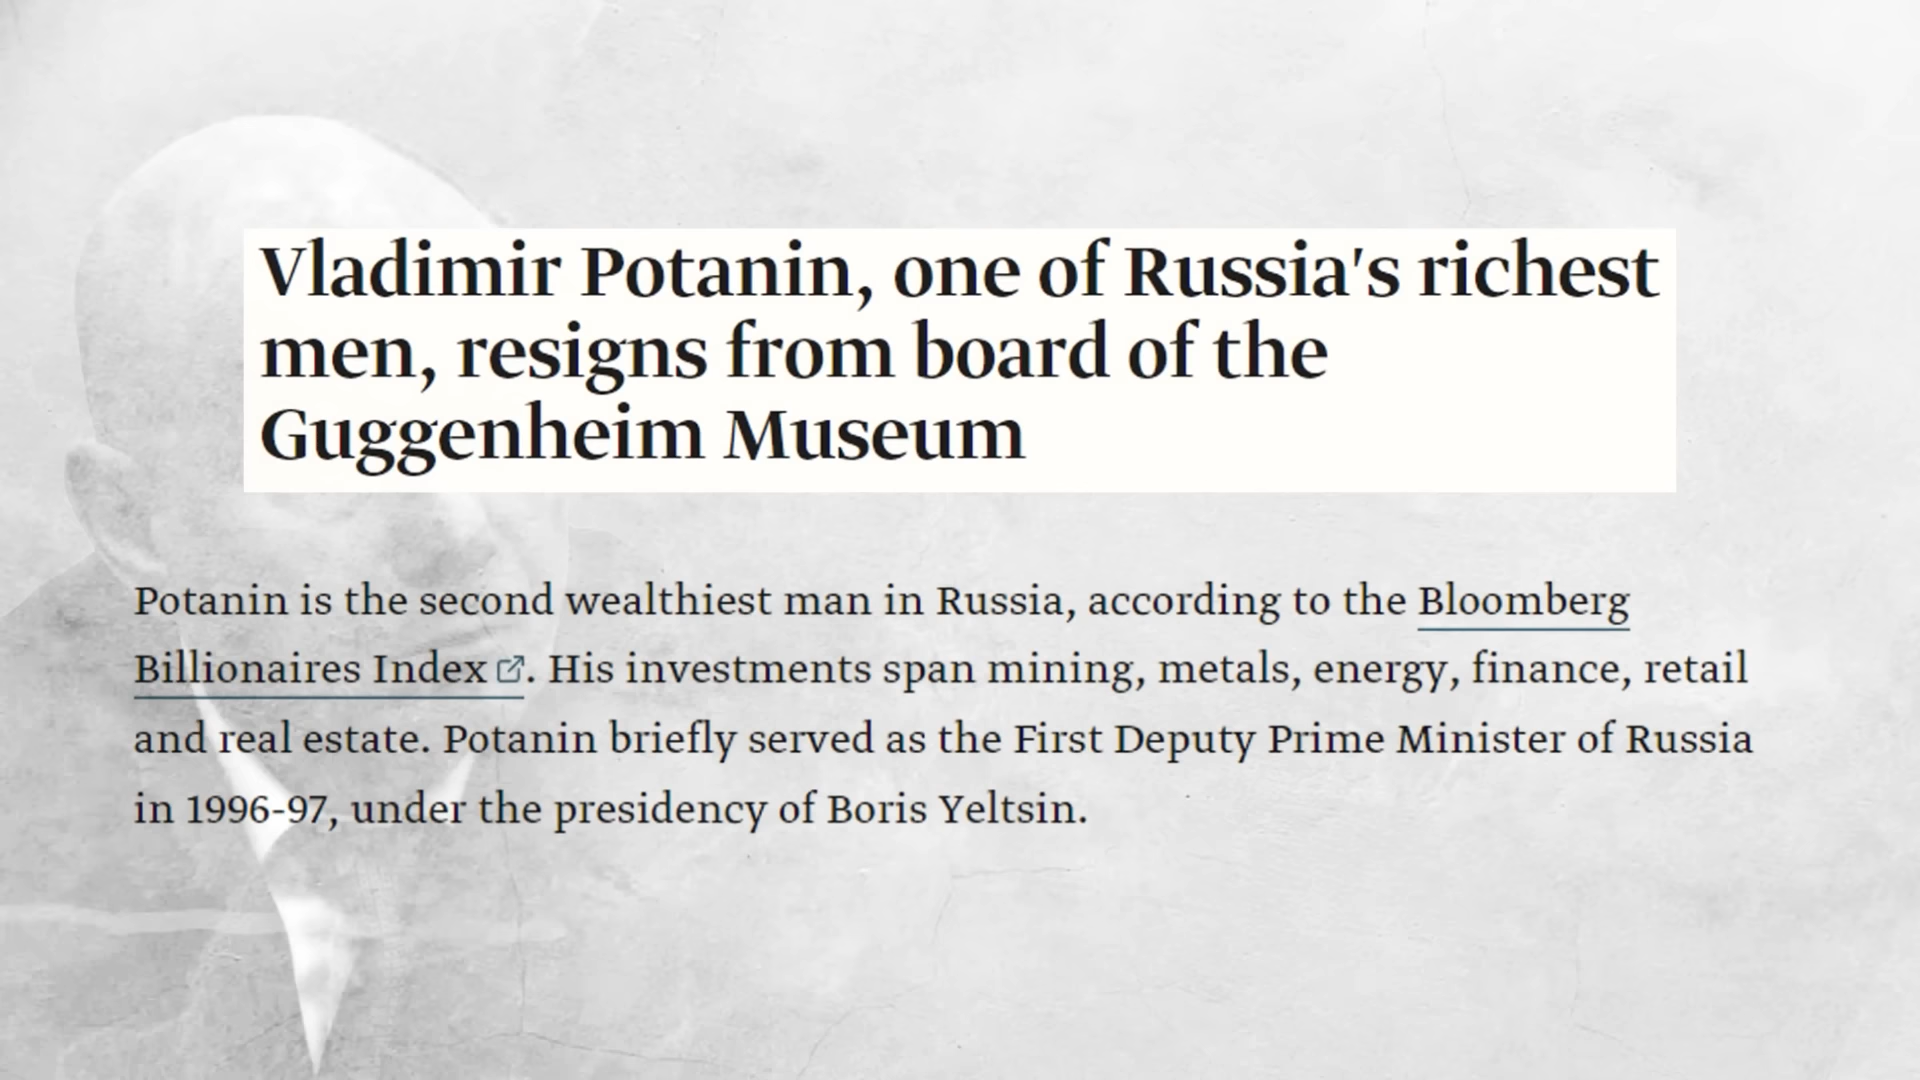 Vladimir Potanin, one of Russia's richest
men, resigns from board of the
Guggenheim Museum
Potanin is the second wealthiest man in Russia, according to the Bloomberg
Billionaires Index. His investments span mining, metals, energy, finance, retail
and real estate. Potanin briefly served as the First Deputy Prime Minister of Russia
in 1996-97, under the presidency of Boris Yeltsin.